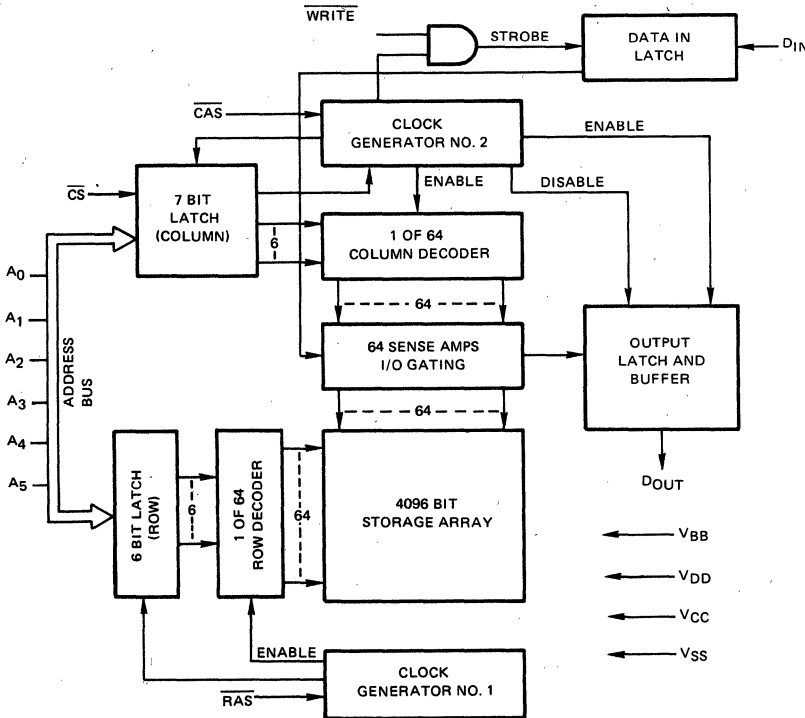 WRITE
STROBE
DATA IN
LATCH
DIN
CAS
CLOCK
GENERATOR NO. 2
ENABLE
CS
7 BIT
LATCH
(COLUMN)
ENABLE
DISABLE
6
1 OF 64
COLUMN DECODER
A0
A1
A2
A3
A4
A5
ADDRESS
BUS
64
64 SENSE AMPS
I/O GATING
OUTPUT
LATCH AND
BUFFER
64
DOUT
6 BIT LATCH
(ROW)
6
1 OF 64
ROW DECODER
64
4096 BIT
STORAGE ARRAY
VBB
VDD
VCC
VSS
ENABLE
RAS
CLOCK
GENERATOR NO. 1